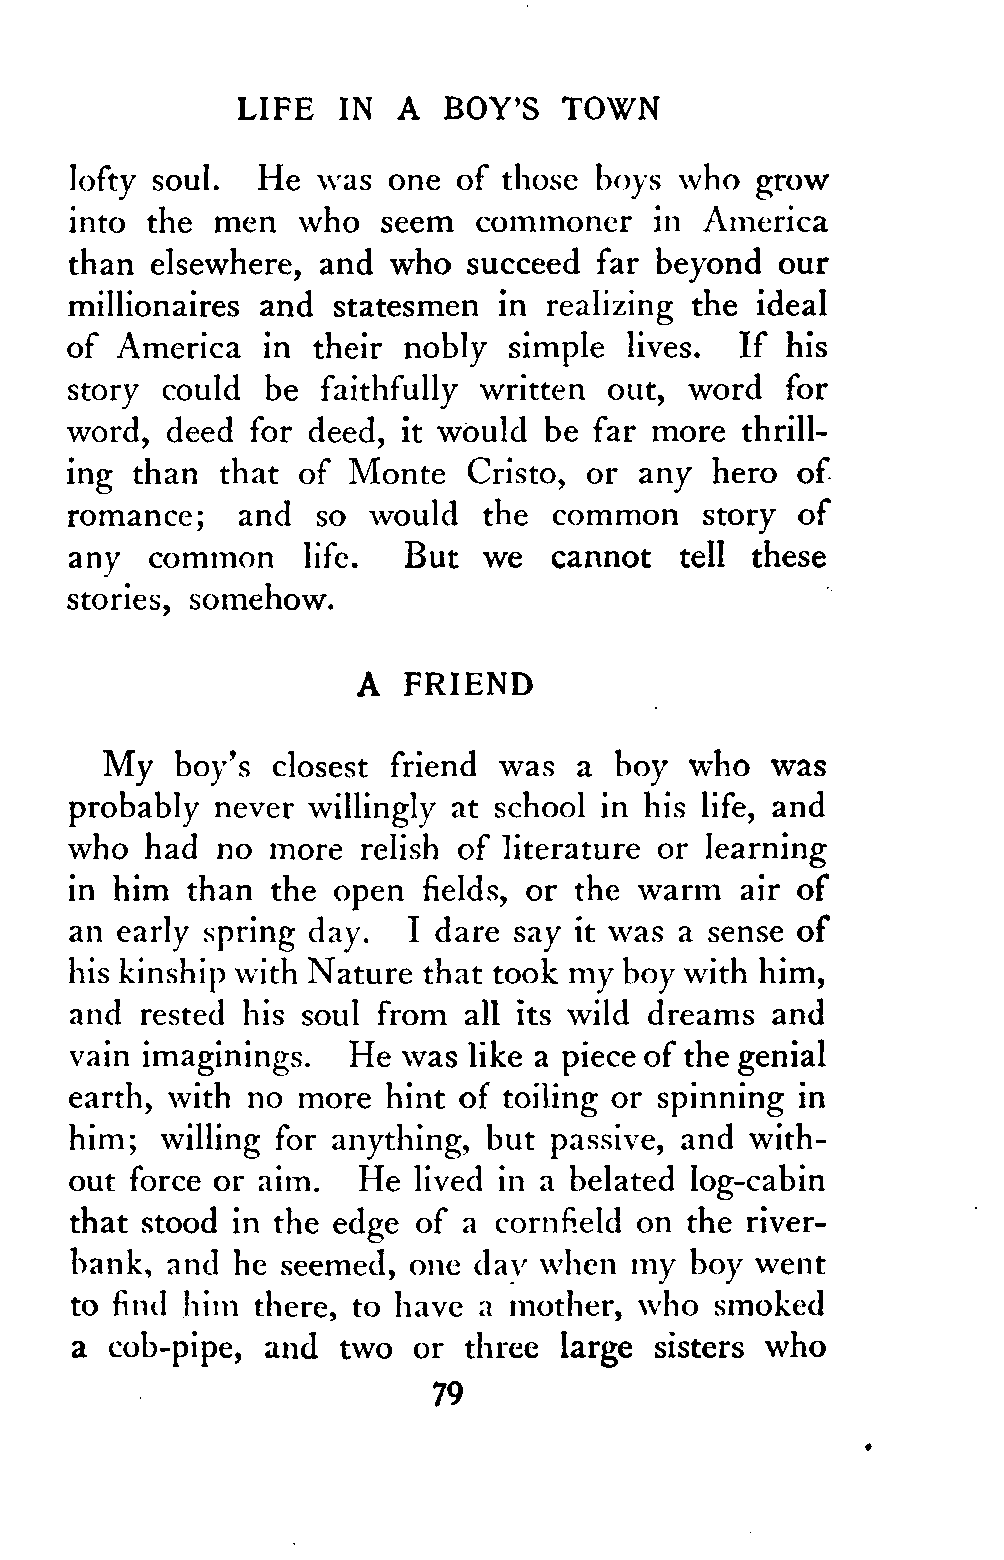 LIFE IN A BOY'S TOWN
lofty soul. He was one of those boys who grow
into the men who seem commoner in America
than elsewhere, and who succeed far beyond our
millionaires and statesmen in realizing the ideal
of America in their nobly simple lives. If his
story could be faithfully written out, word for
word, deed for deed, it would be far more thrill-
ing than that of Monte Cristo, or any hero of
romance; and so would the common story of
any common life. But we cannot tell these
stories, somehow.
A FRIEND
My boy's closest friend was a boy who was
probably never willingly at school in his life, and
who had no more relish of literature or learning
in him than the open fields, or the warm air of
an early spring day. I dare say it was a sense of
his kinship with Nature that took my boy with him,
and rested his soul from all its wild dreams and
vain imaginings. He was like a piece of the genial
earth, with no more hint of toiling or spinning in
him; willing for anything, but passive, and with-
out force or aim. He lived in a belated log-cabin
that stood in the edge of a cornfield on the river-
bank, and he seemed, one day when my boy went
to find him there, to have a mother, who smoked
a cob-pipe, and two or three large sisters who
79